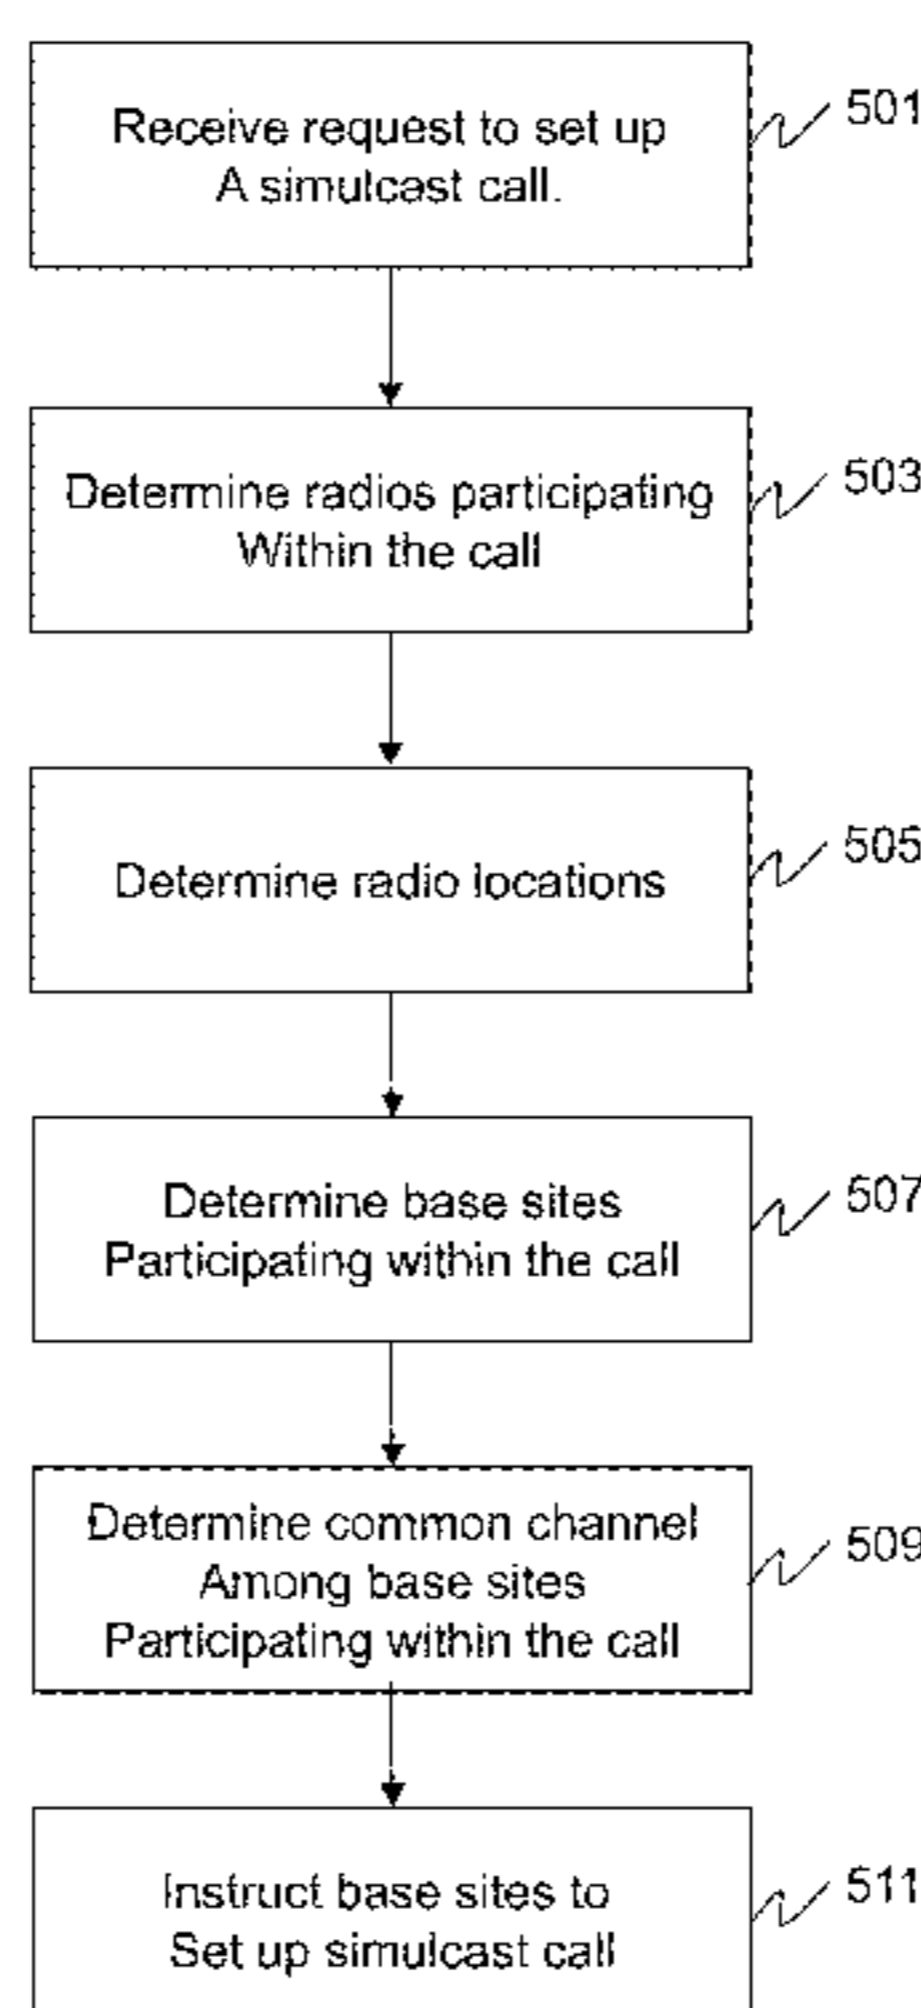 Receive request to set up
A simulcast call.
501
Determine radios participating
Within the call
503
Determine radio locations
505
Determine base sites
Participating within the call
507
Determine common channel
Among base sites
Participating within the call
509
Instruct base sites to
Set up simulcast call
511